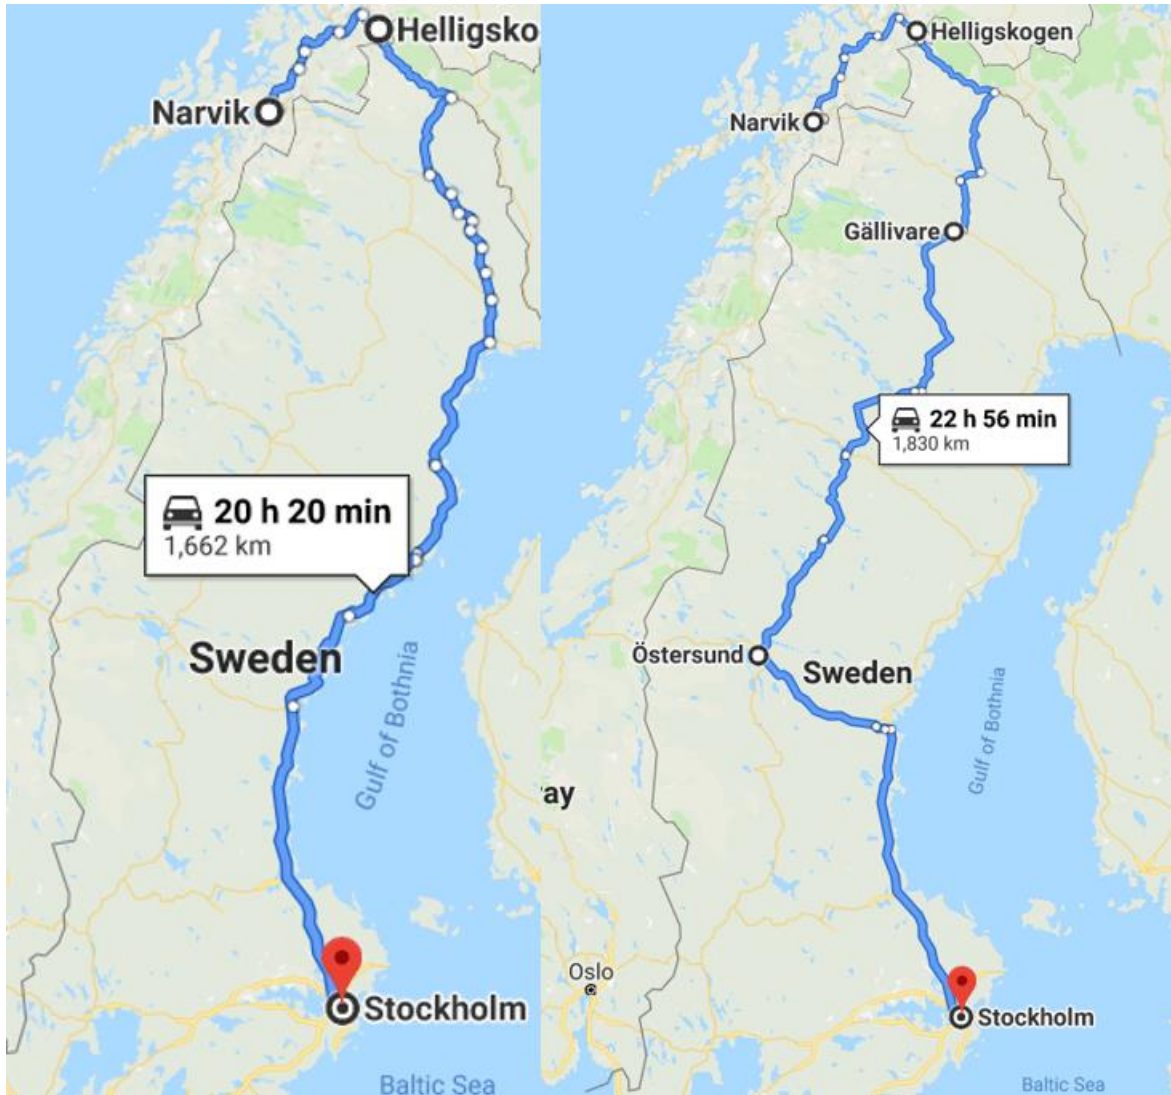 Helligsko
Narvik
20 h 20 min
1,662 km
Sweden
Gulf of Bothnia
Stockholm
Baltic Sea
Helligskogen
Narvik
Gällivare
22 h 56 min
1,830 km
Östersund
Sweden
Gulf of Bothnia
ay
Oslo
Stockholm
Baltic Sea